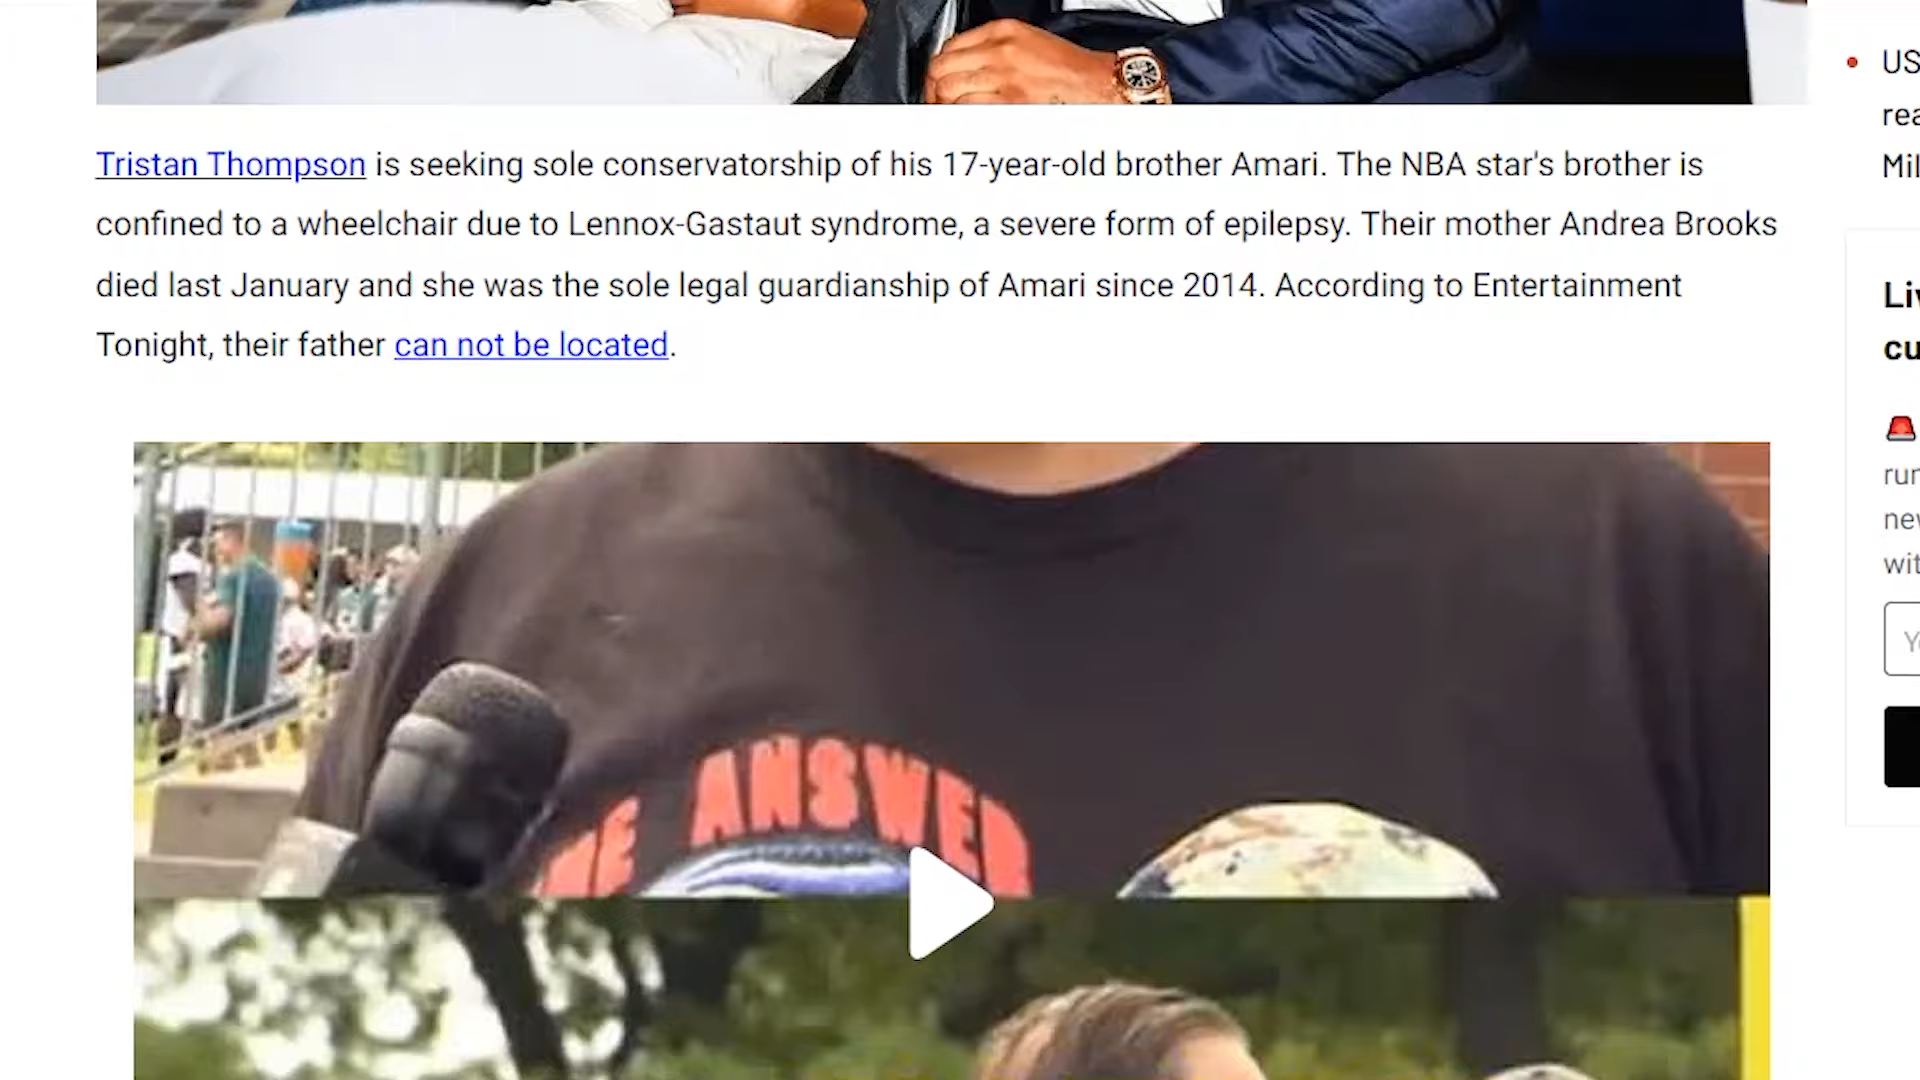 Tristan Thompson is seeking sole conservatorship of his 17-year-old brother Amari. The NBA star's brother is
confined to a wheelchair due to Lennox-Gastaut syndrome, a severe form of epilepsy. Their mother Andrea Brooks
died last January and she was the sole legal guardianship of Amari since 2014. According to Entertainment
Tonight, their father can not be located.
ANSWER
US